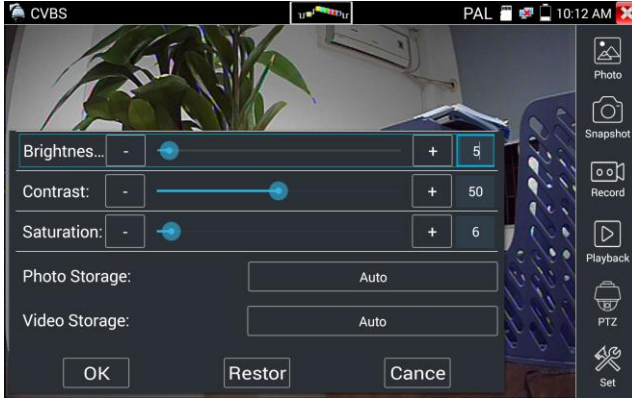 CVBS PAL 10:12 AM
Photo
Snapshot
Record
Playback
PTZ
Set
Brightnes... - + 5
Contrast: - + 50
Saturation: - + 6
Photo Storage: Auto
Video Storage: Auto
OK Restor Cance